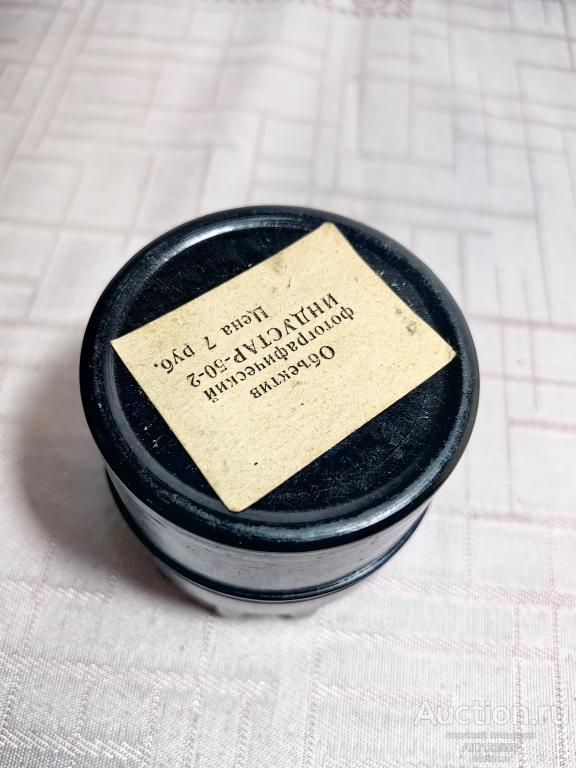 Объектив
фотографический
ИНДУСТАР-50-2
Цена 7 руб.
Auction.ru